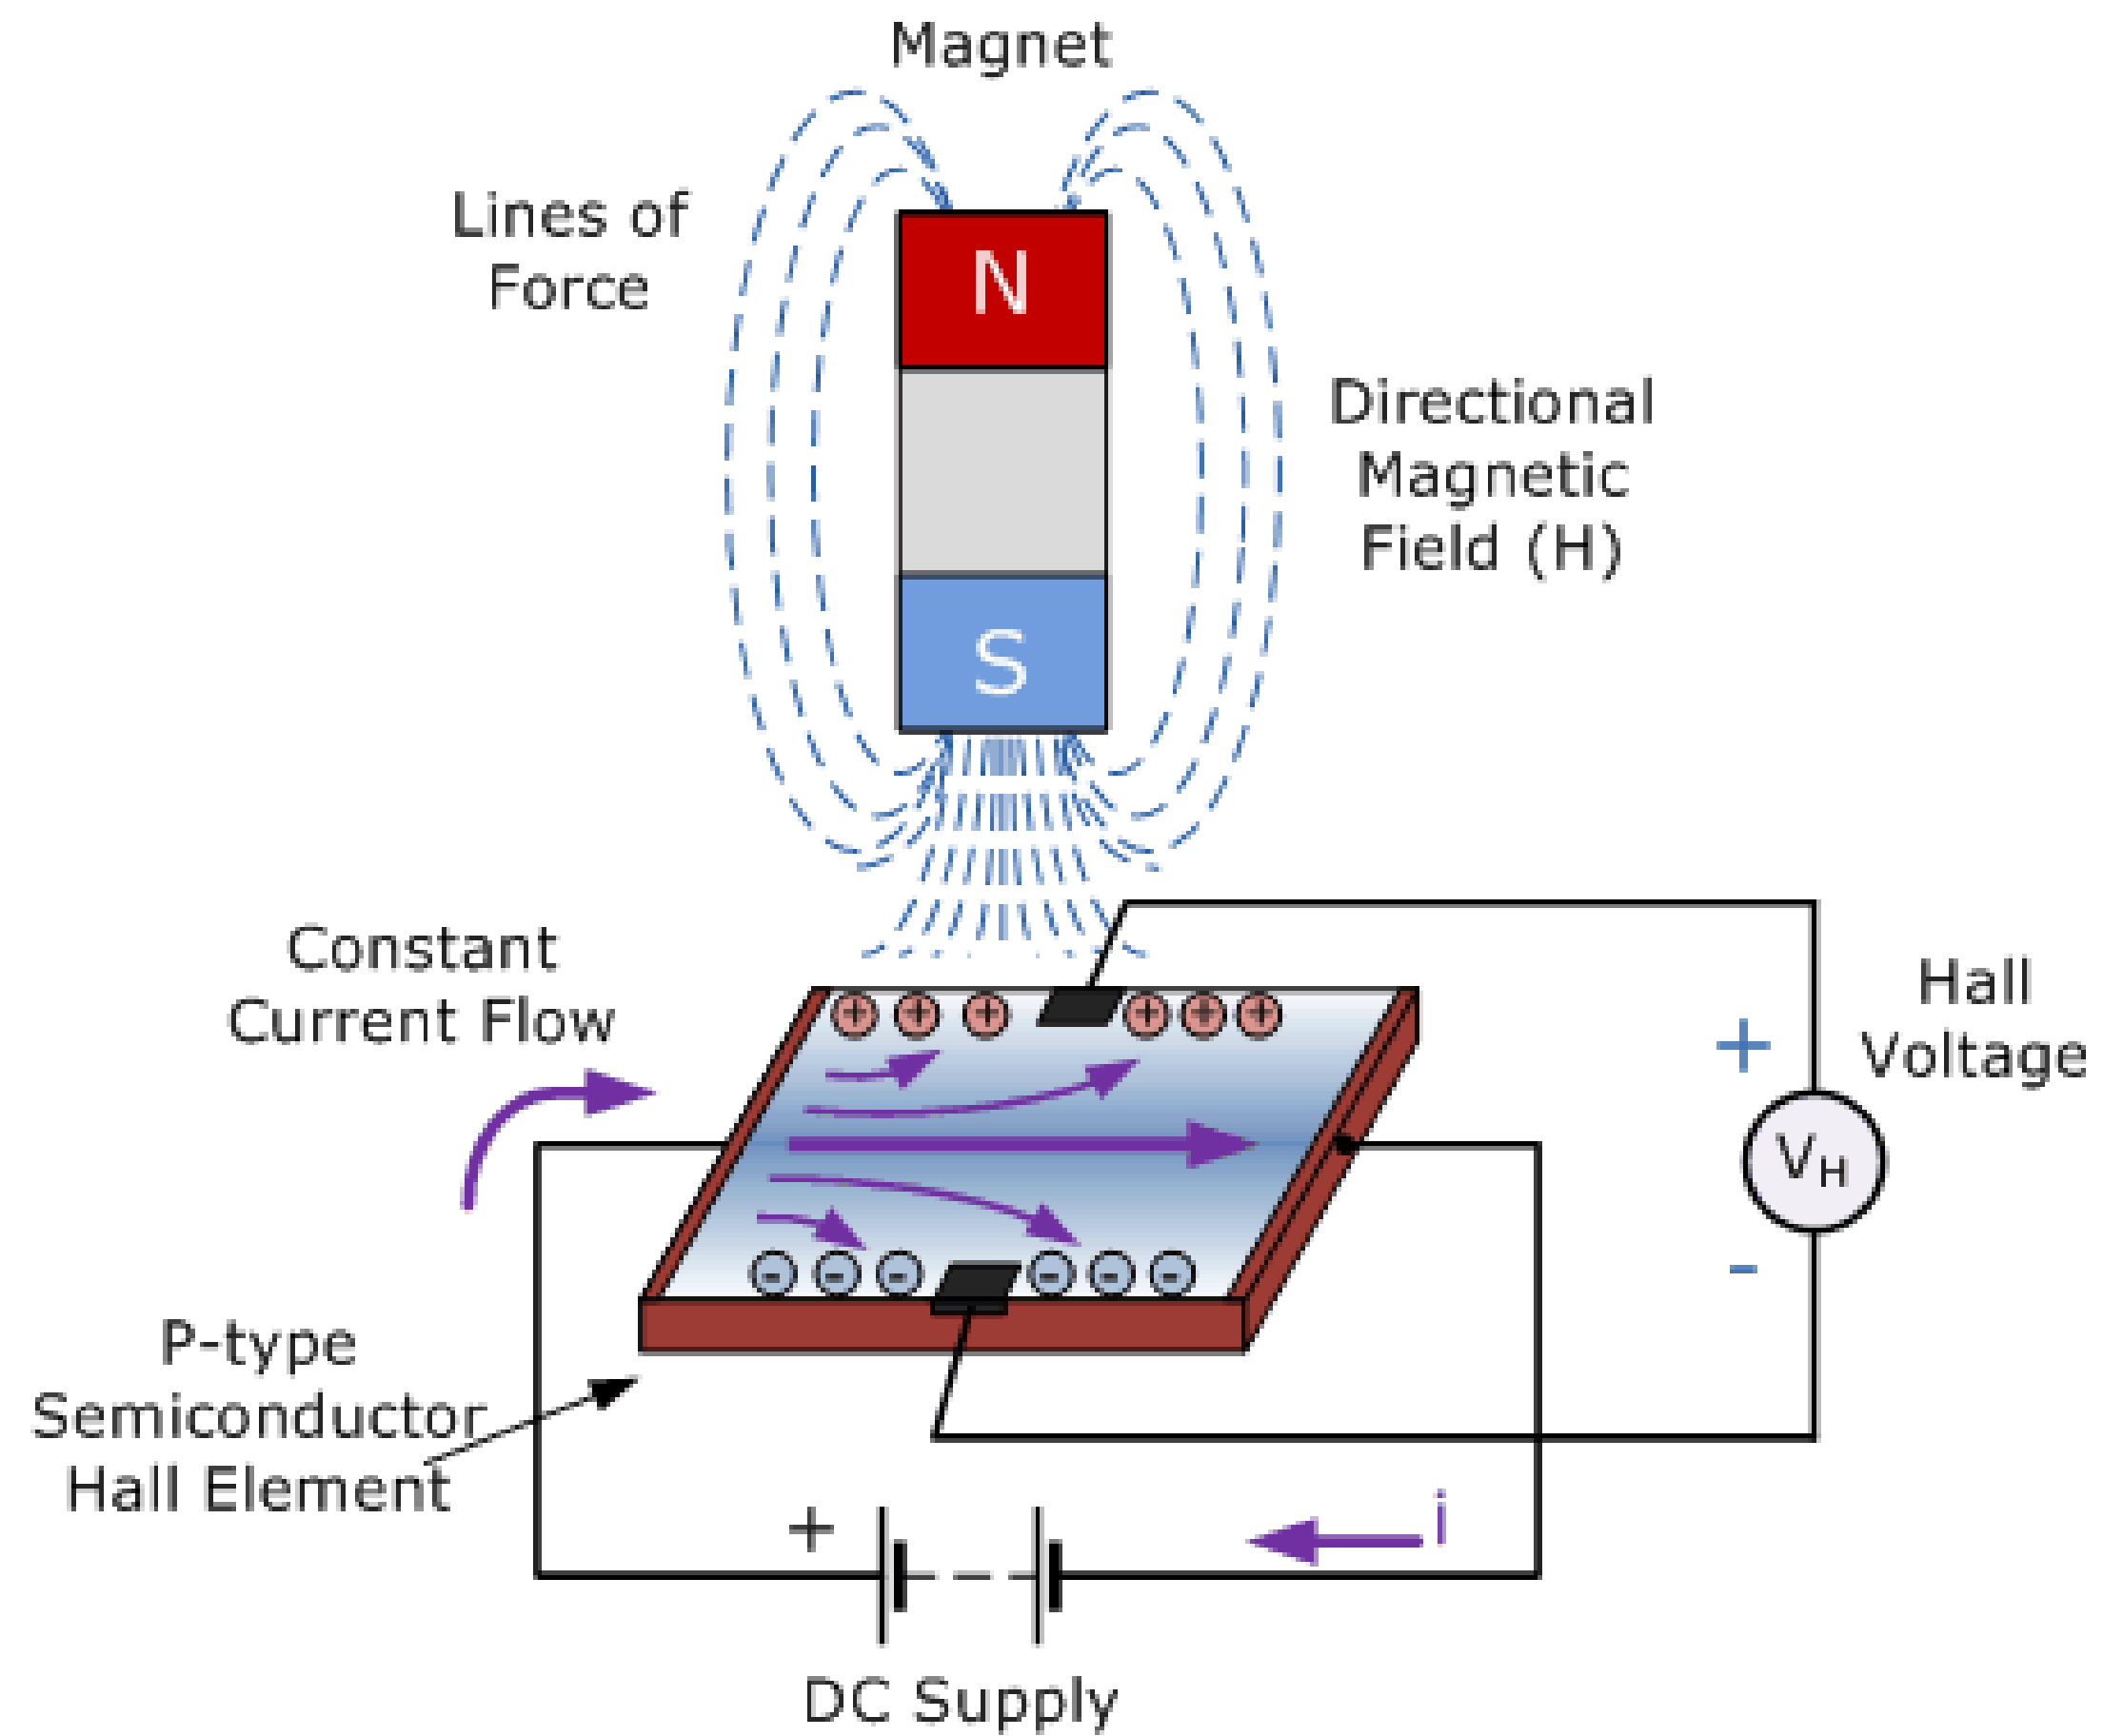 Magnet
Lines of
Force
N
Directional
Magnetic
Field (H)
S
Constant
Current Flow
Hall
Voltage
+
+ + + + + +
VH
-
- - - - - -
P-type
Semiconductor
Hall Element
+
i
DC Supply